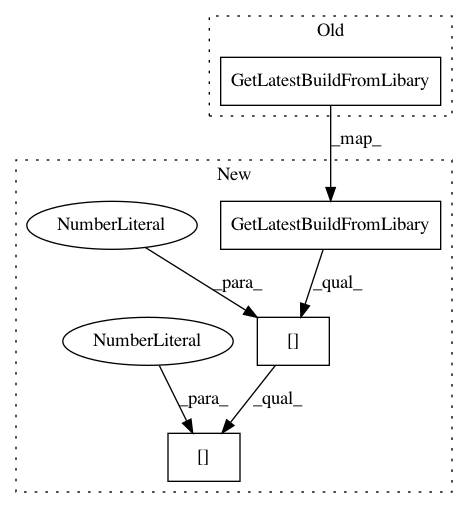 Old
GetLatestBuildFromLibary
_map_
New
NumberLiteral
GetLatestBuildFromLibary
_para_
_qual_
NumberLiteral
[]
_para_
_qual_
[]